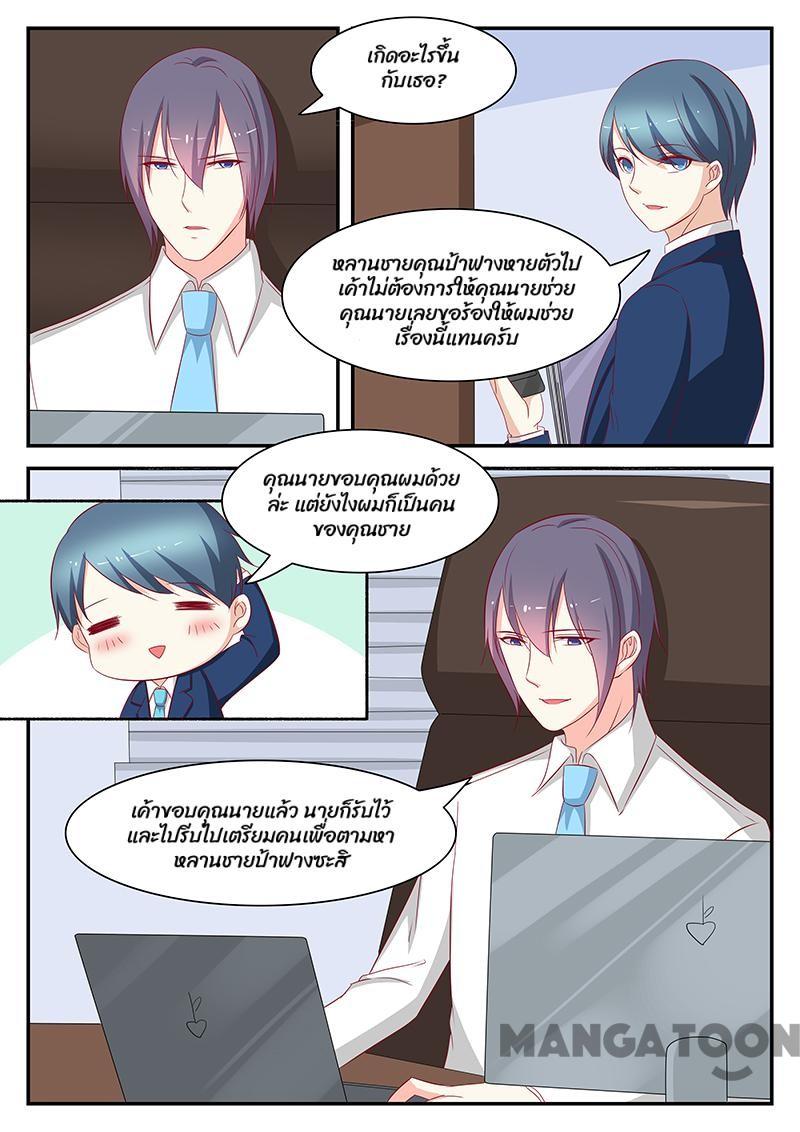 เกิดอะไรขึ้น
กับเธอ?
หลานชายคุณป้าฟางหายตัวไป
เค้าไม่ต้องการให้คุณนายช่วย
คุณนายเลยขอร้องให้ผมช่วย
เรื่องนี้แทนครับ
คุณนายขอบคุณผมด้วย
ล่ะ แต่ยังไงผมก็เป็นคน
ของคุณชาย
เค้าขอบคุณนายแล้ว นายก็รับไว้
และไปรีบไปเตรียมคนเพื่อตามหา
หลานชายป้าฟางซะสิ
MANGATOON